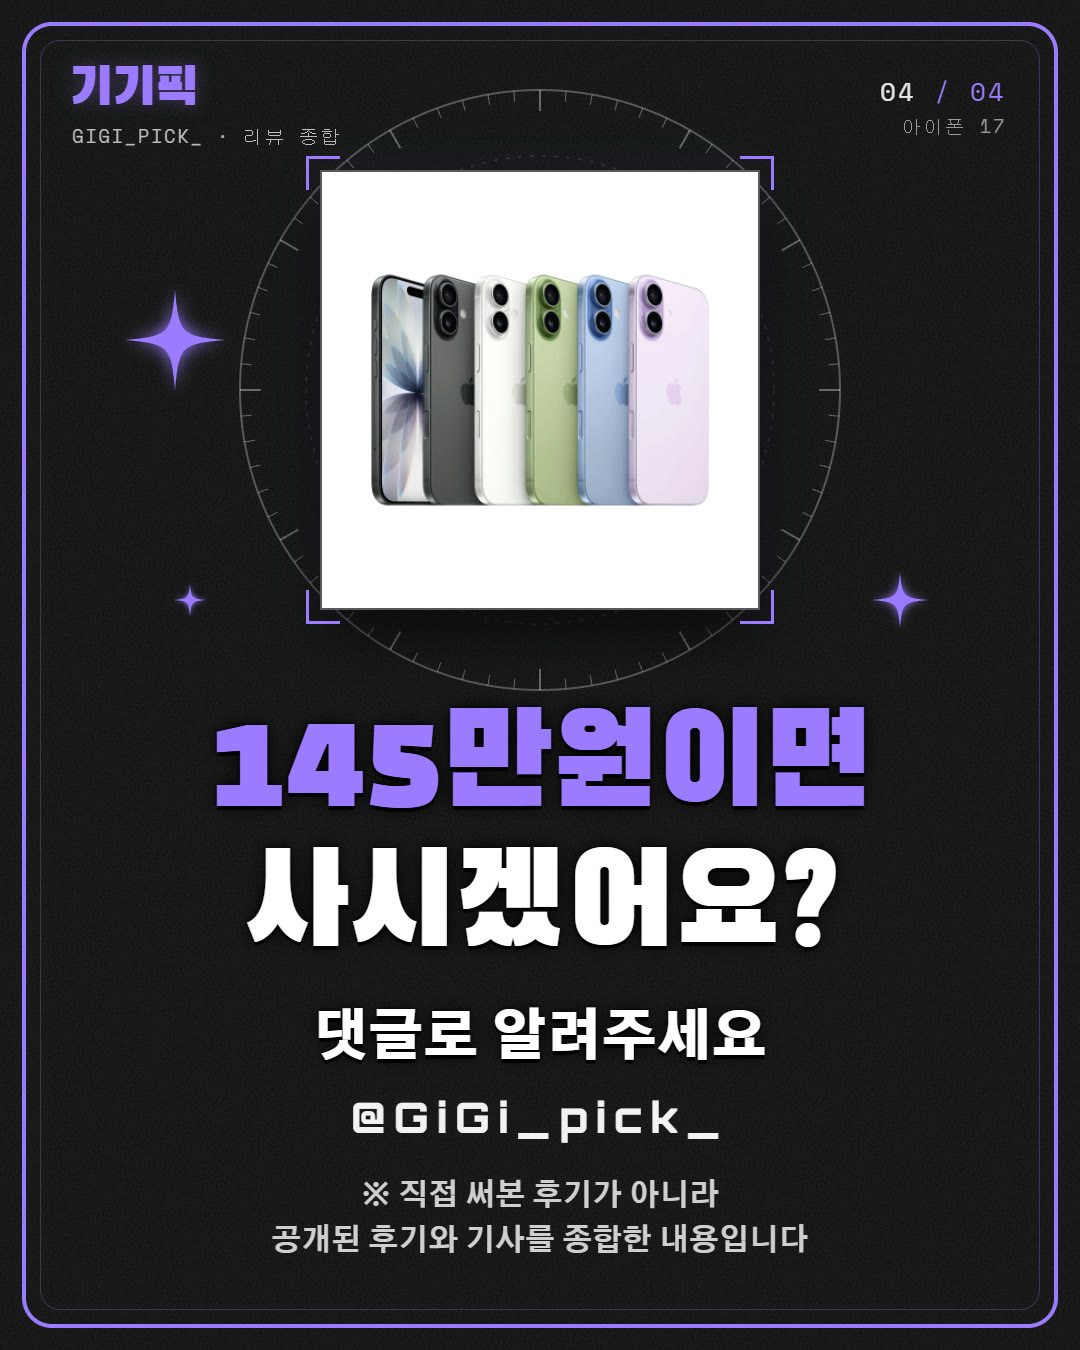 기기픽
GIGI_PICK_ · 리뷰 종합
04 / 04
아이폰 17
145만원이면
사시겠어요?
댓글로 알려주세요
@GiGi_pick_
※ 직접 써본 후기가 아니라
공개된 후기와 기사를 종합한 내용입니다